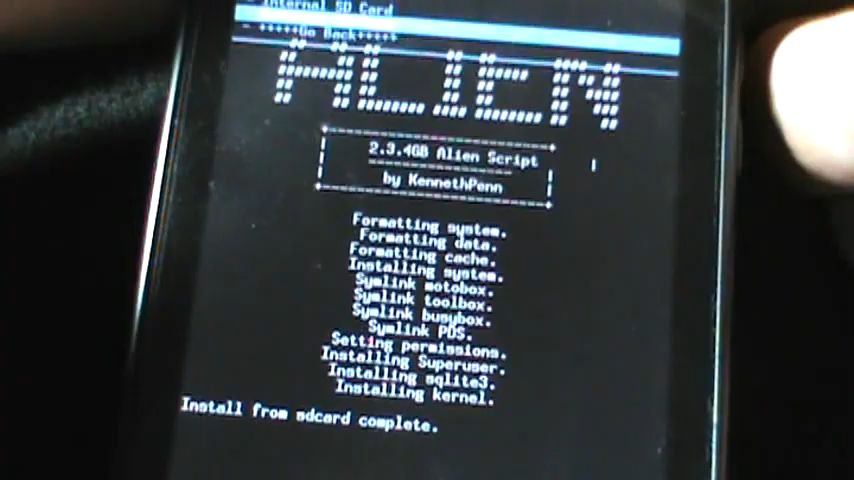 - Internal SD Card
- +++++Go Back+++++
ALIEN
2.3.4GB Alien Script
by KennethPenn
Formatting system.
Formatting data.
Formatting cache.
Installing system.
Symlink motobox.
Symlink toolbox.
Symlink busybox.
Symlink PDS.
Setting permissions.
Installing Superuser.
Installing sqlite3.
Installing kernel.
Install from sdcard complete.